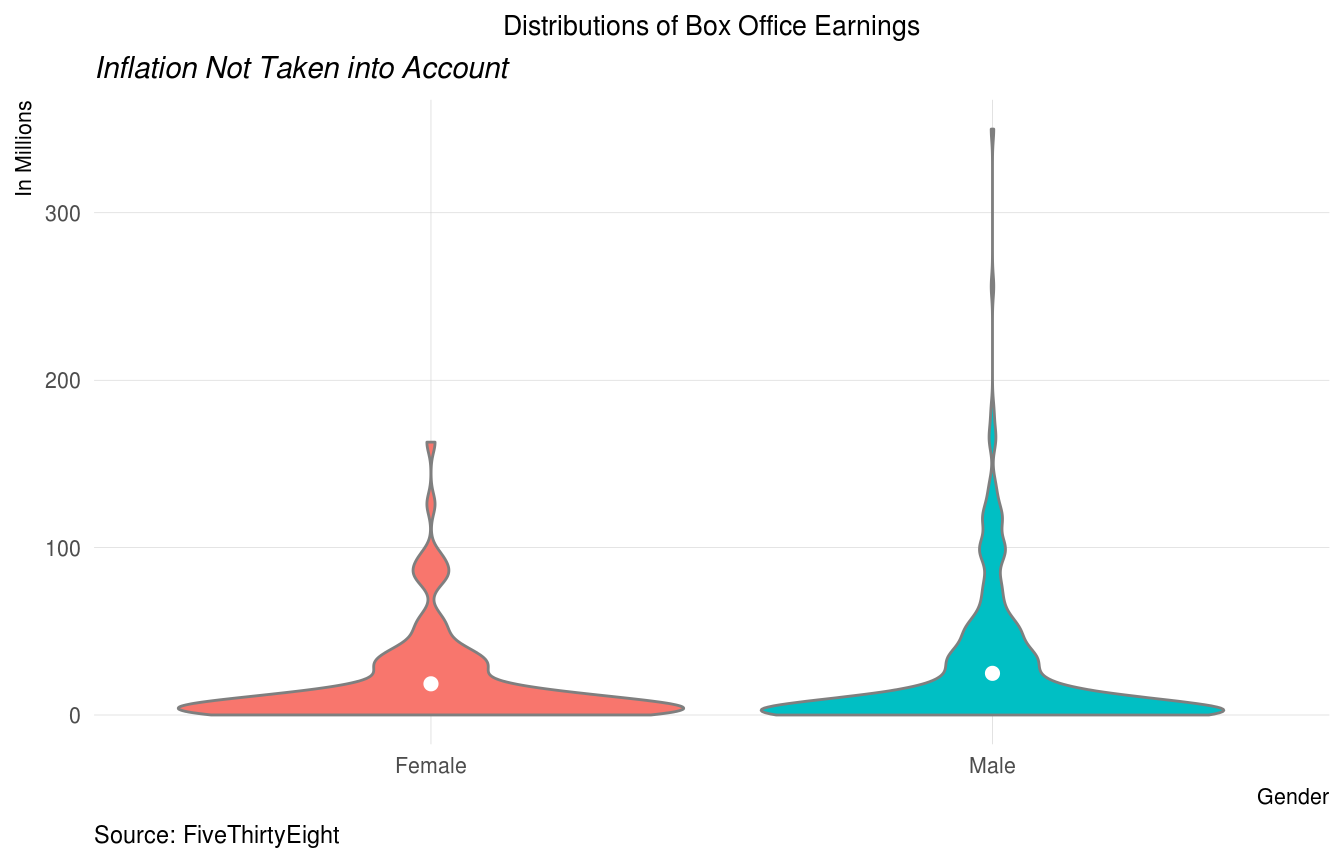 Distributions of Box Office Earnings
Inflation Not Taken into Account
In Millions
300
200
100
0
Female Male
Gender
Source: FiveThirtyEight